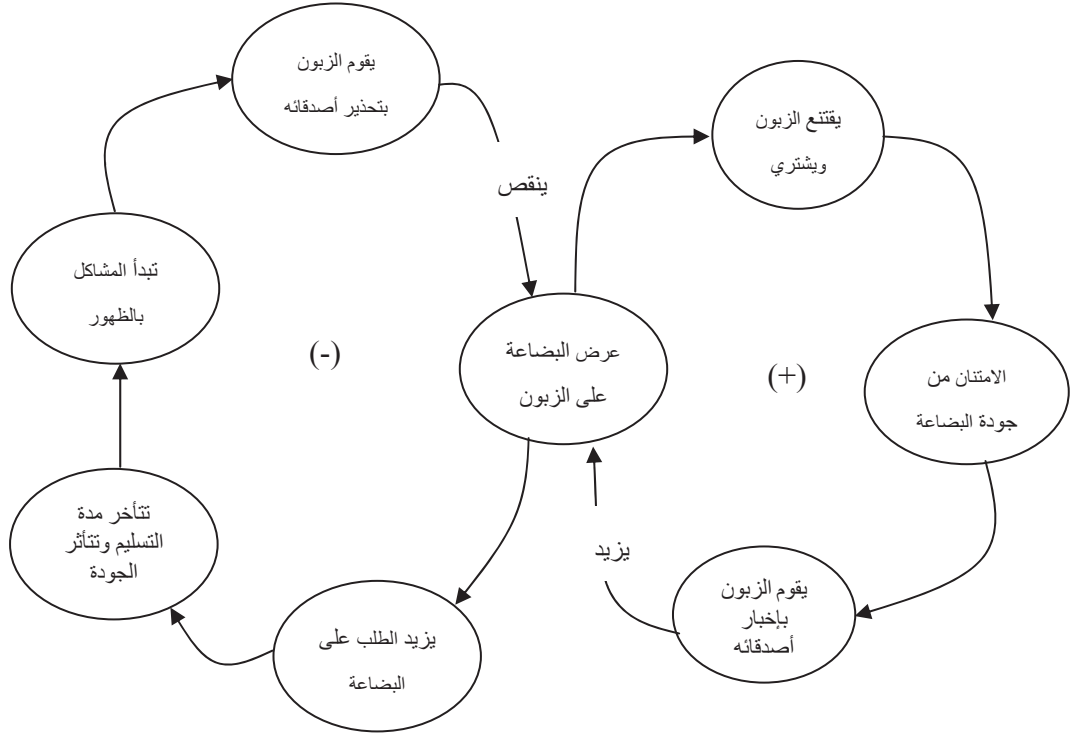 يقوم الزبون
بتحذير أصدقائه
ينقص
يقتنع الزبون
ويشتري
تبدأ المشاكل
بالظهور
(-)
عرض البضاعة
على الزبون
(+)
الامتنان من
جودة البضاعة
تتأخر مدة
التسليم وتتأثر
الجودة
يزيد
يقوم الزبون
بإخبار
أصدقائه
يزيد الطلب على
البضاعة